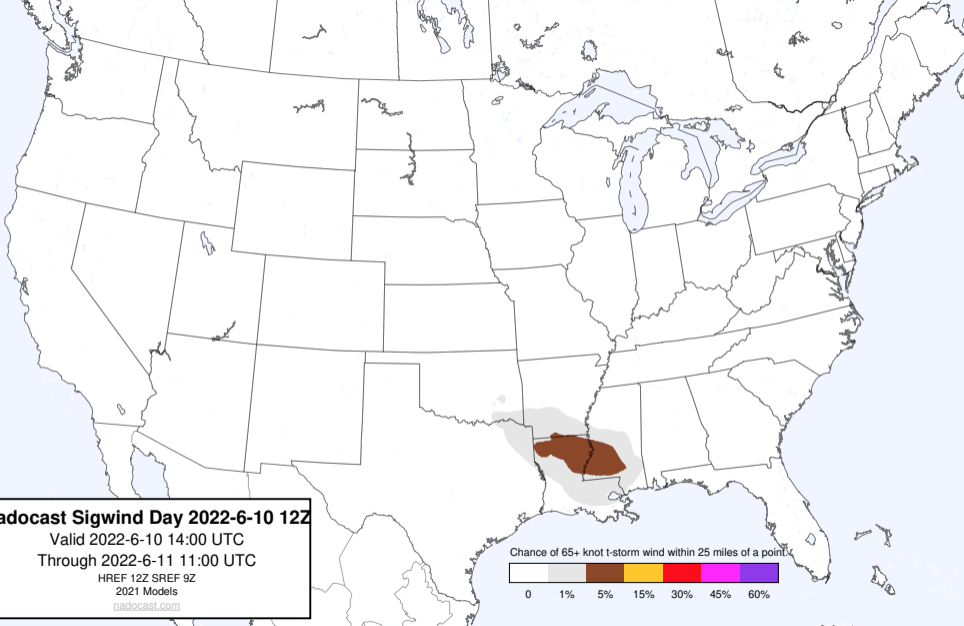 adocast Sigwind Day 2022-6-10 12Z
Valid 2022-6-10 14:00 UTC
Through 2022-6-11 11:00 UTC
HREF 12Z SREF 9Z
2021 Models
nadocast.com
Chance of 65+ knot t-storm wind within 25 miles of a point.
0 1% 5% 15% 30% 45% 60%